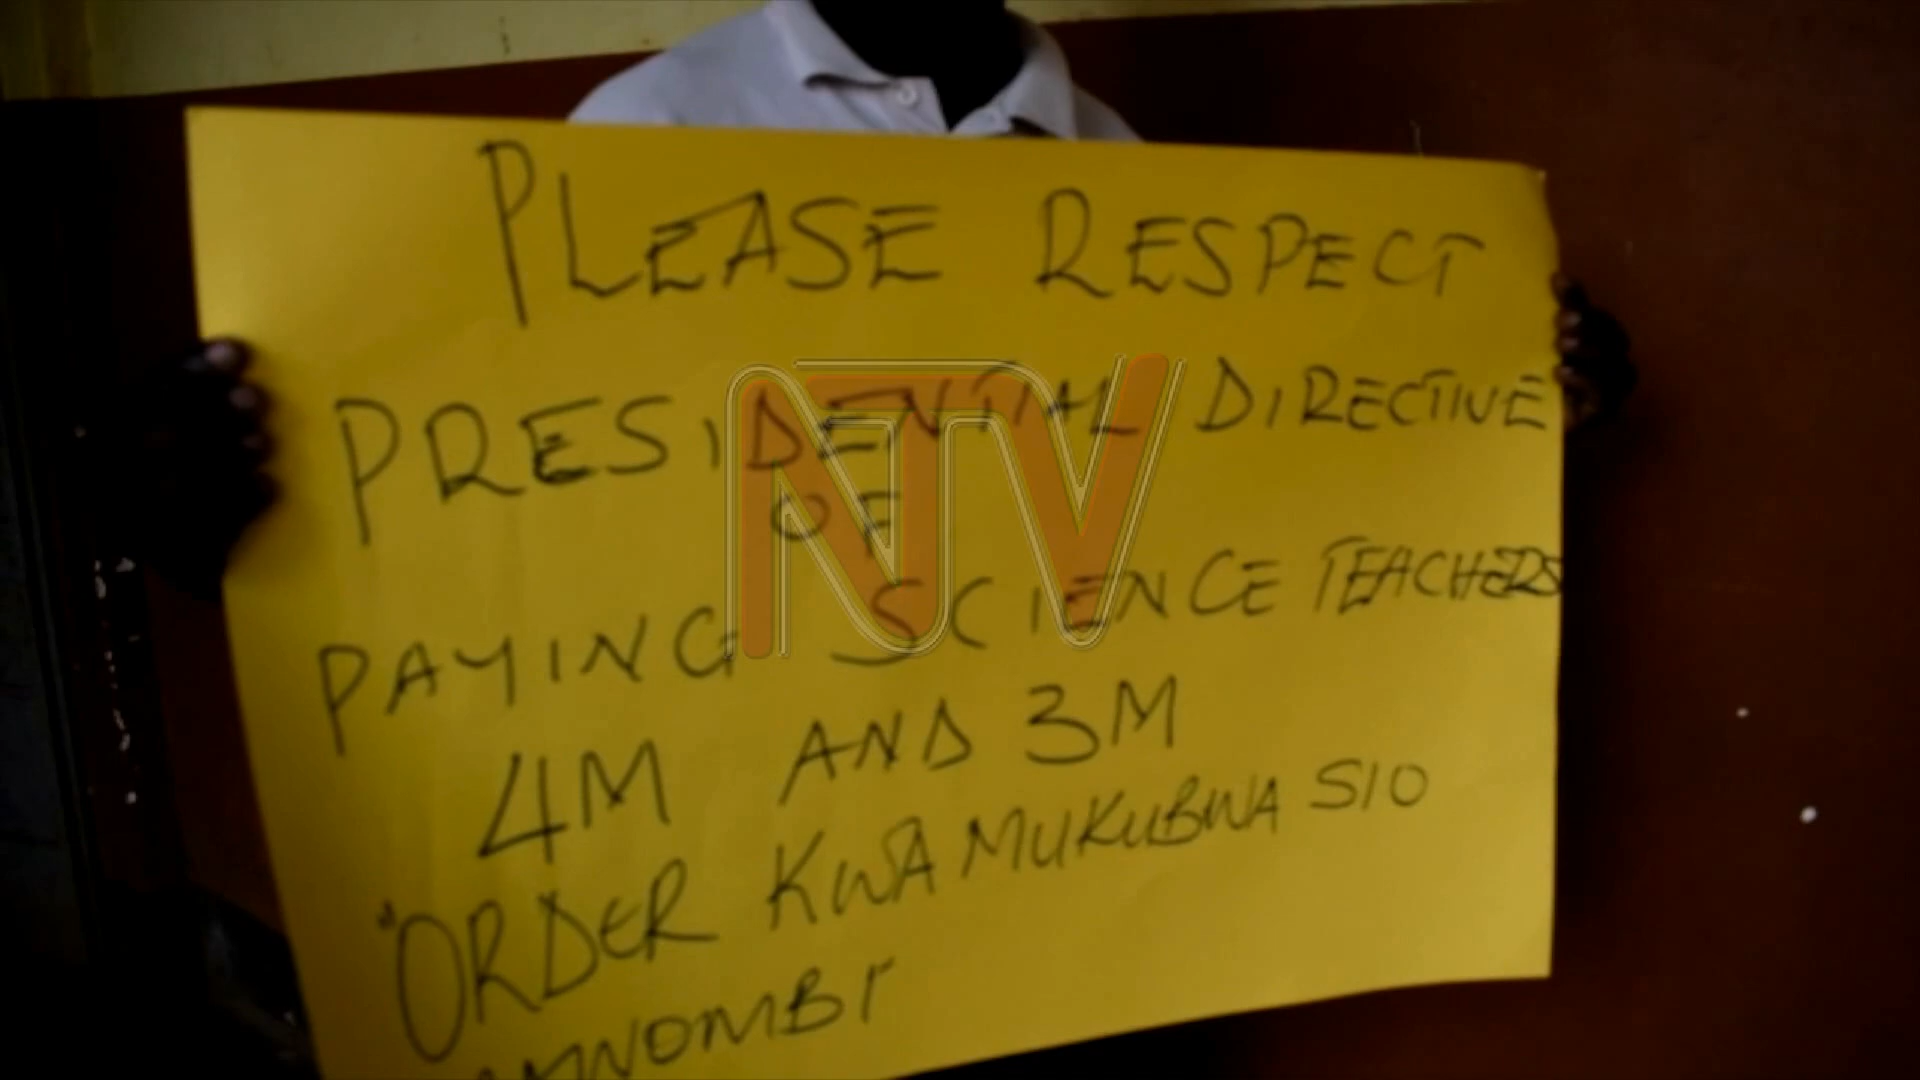 PLEASE RESPECT
PRESIDENTIAL DIRECTIVE
OF
PAYING SCIENCE TEACHERS
4M AND 3M
"ORDER KWA MUKUBWA SIO
NTV